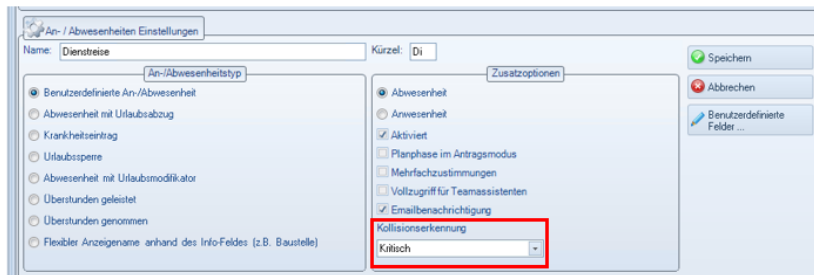 An- / Abwesenheiten Einstellungen
Name: Dienstreise Kürzel: Di
An-/Abwesenheitstyp
Benutzerdefinierte An-/Abwesenheit
Abwesenheit mit Urlaubsabzug
Krankheitseintrag
Urlaubssperre
Abwesenheit mit Urlaubsmodifikator
Überstunden geleistet
Überstunden genommen
Flexibler Anzeigename anhand des Info-Feldes (z.B. Baustelle)
Zusatzoptionen
Abwesenheit
Anwesenheit
Aktiviert
Planphase im Antragsmodus
Mehrfachzustimmungen
Vollzugriff für Teamassistenten
Emailbenachrichtigung
Kollisionserkennung
Kritisch
Speichern
Abbrechen
Benutzerdefinierte
Felder ...